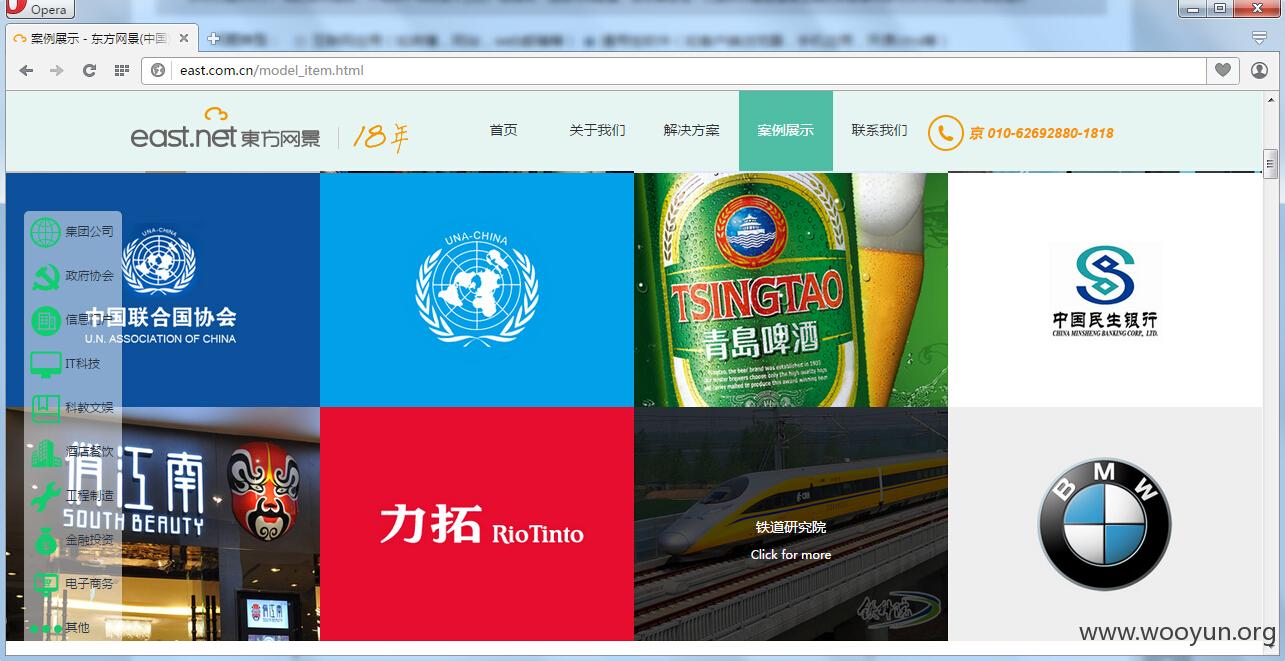 Opera
案例展示 - 东方网景(中国)
east.com.cn/model_item.html
east.net 東方网景
18年
首页
关于我们
解决方案
案例展示
联系我们
京 010-62692880-1818
集团公司
政府协会
信息
IT科技
科教文娱
酒店餐饮
工程制造
金融投资
电子商务
其他
UNA-CHINA
中国联合国协会
U.N. ASSOCIATION OF CHINA
UNA-CHINA
TSINGTAO
青島啤酒
中国民生银行
CHINA MINSHENG BANKING CORP., LTD.
俏江南
SOUTH BEAUTY
俏江南
力拓 RioTinto
铁道研究院
Click for more
铁科院
BMW
www.wooyun.org